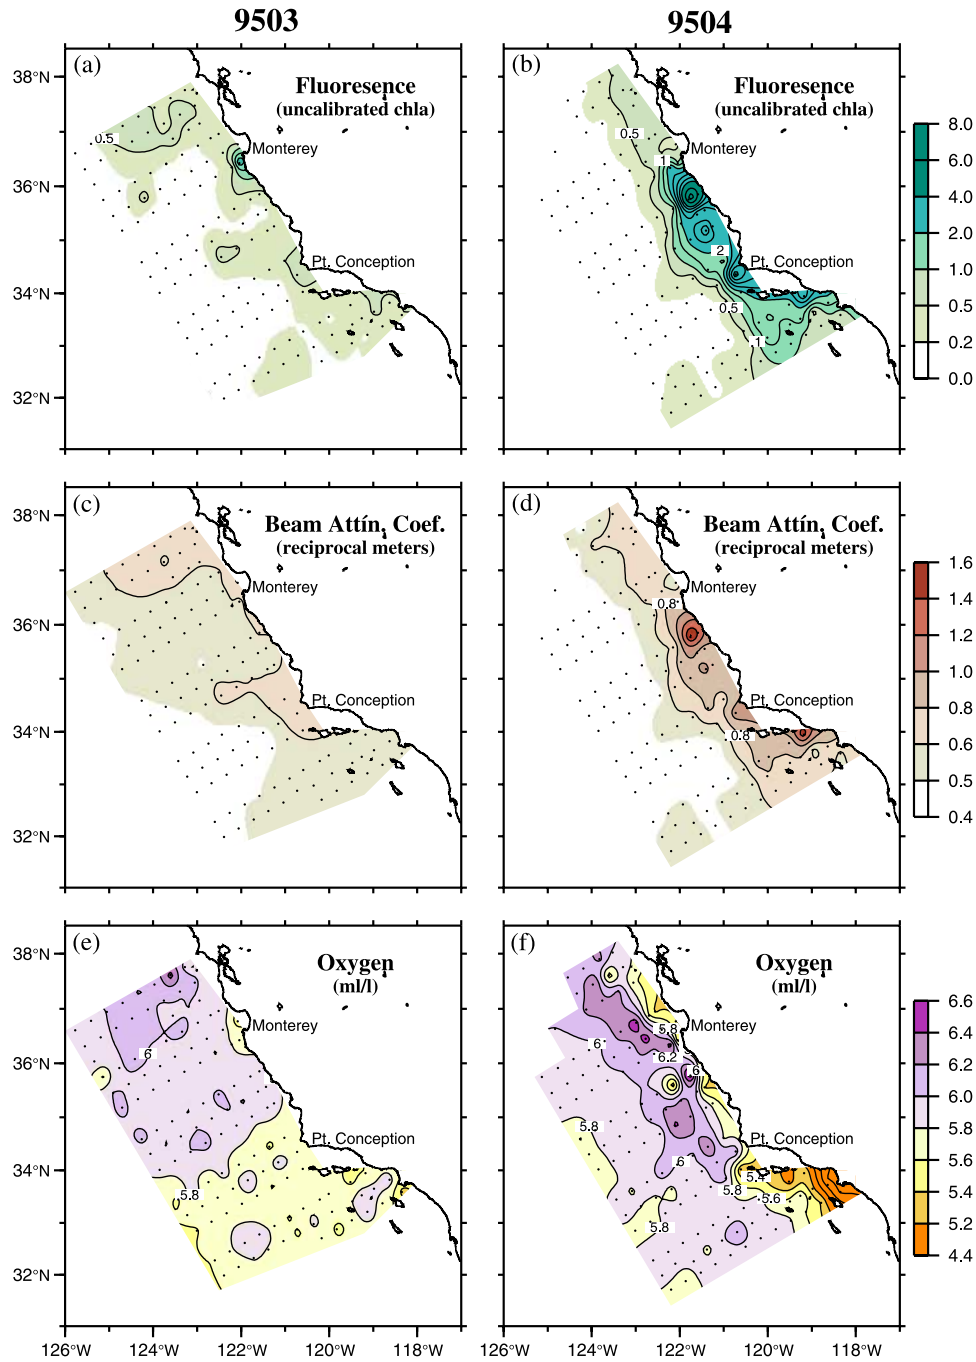 9503
9504
(a)
Fluoresence
(uncalibrated chla)
38°N
36°N
34°N
32°N
0.5
Monterey
Pt. Conception
(b)
Fluoresence
(uncalibrated chla)
0.5
1
Monterey
2
Pt. Conception
0.5
1
8.0
6.0
4.0
2.0
1.0
0.5
0.2
0.0
(c)
Beam Attín, Coef.
(reciprocal meters)
38°N
36°N
34°N
32°N
Monterey
Pt. Conception
(d)
Beam Attín, Coef.
(reciprocal meters)
Monterey
0.8
Pt. Conception
0.8
1.6
1.4
1.2
1.0
0.8
0.6
0.5
0.4
(e)
Oxygen
(ml/l)
38°N
36°N
34°N
32°N
Monterey
6
Pt. Conception
5.8
126°W
124°W
122°W
120°W
118°W
(f)
Oxygen
(ml/l)
5.8
Monterey
6
6.2
.6
5.8
Pt. Conception
.6
5.4
5.8
5.6
5.8
6.6
6.4
6.2
6.0
5.8
5.6
5.4
5.2
4.4
126°W
124°W
122°W
120°W
118°W